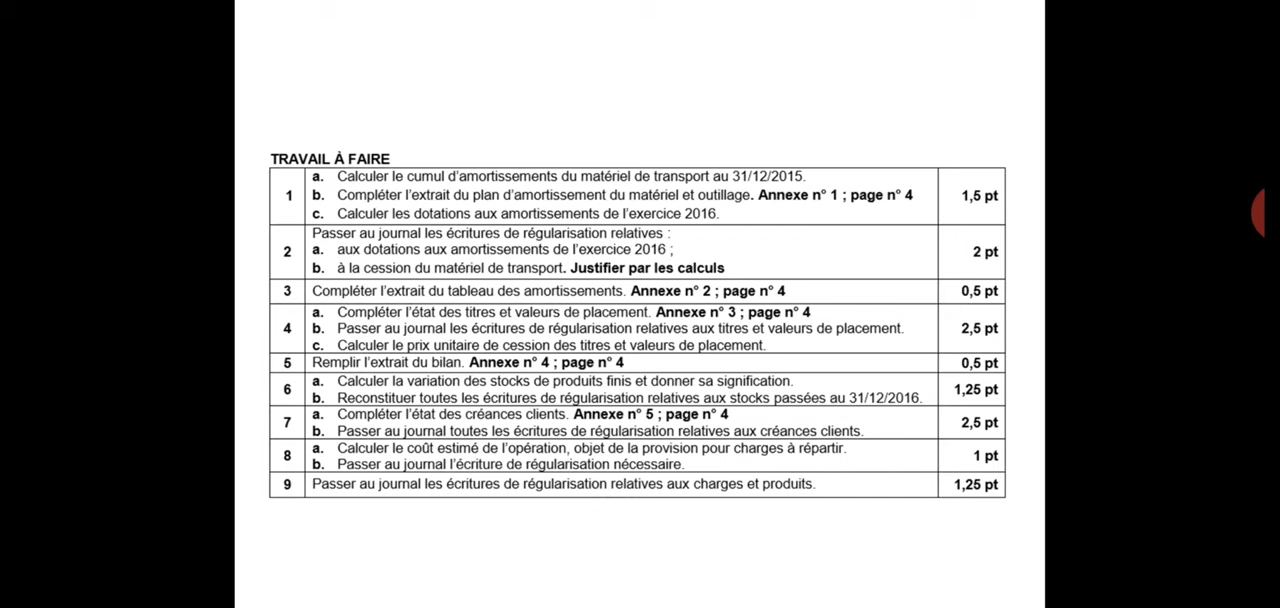 TRAVAIL À FAIRE
a. Calculer le cumul d'amortissements du matériel de transport au 31/12/2015.
1 b. Compléter l'extrait du plan d'amortissement du matériel et outillage. Annexe n° 1 ; page n° 4 1,5 pt
c. Calculer les dotations aux amortissements de l'exercice 2016.
Passer au journal les écritures de régularisation relatives :
2 a. aux dotations aux amortissements de l'exercice 2016 ; 2 pt
b. à la cession du matériel de transport. Justifier par les calculs
3 Compléter l'extrait du tableau des amortissements. Annexe n° 2 ; page n° 4 0,5 pt
a. Compléter l'état des titres et valeurs de placement. Annexe n° 3 ; page n° 4
4 b. Passer au journal les écritures de régularisation relatives aux titres et valeurs de placement. 2,5 pt
c. Calculer le prix unitaire de cession des titres et valeurs de placement.
5 Remplir l'extrait du bilan. Annexe n° 4 ; page n° 4 0,5 pt
a. Calculer la variation des stocks de produits finis et donner sa signification.
6 1,25 pt
b. Reconstituer toutes les écritures de régularisation relatives aux stocks passées au 31/12/2016.
a. Compléter l'état des créances clients. Annexe n° 5 ; page n° 4
7 2,5 pt
b. Passer au journal toutes les écritures de régularisation relatives aux créances clients.
a. Calculer le coût estimé de l'opération, objet de la provision pour charges à répartir.
8 1 pt
b. Passer au journal l'écriture de régularisation nécessaire.
9 Passer au journal les écritures de régularisation relatives aux charges et produits. 1,25 pt